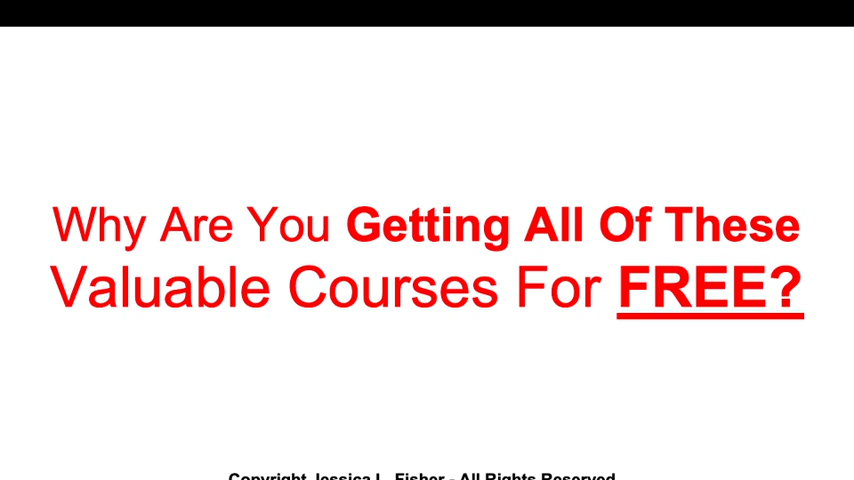 Why Are You Getting All Of These
Valuable Courses For FREE?
Copyright Jessica L. Fisher - All Rights Reserved